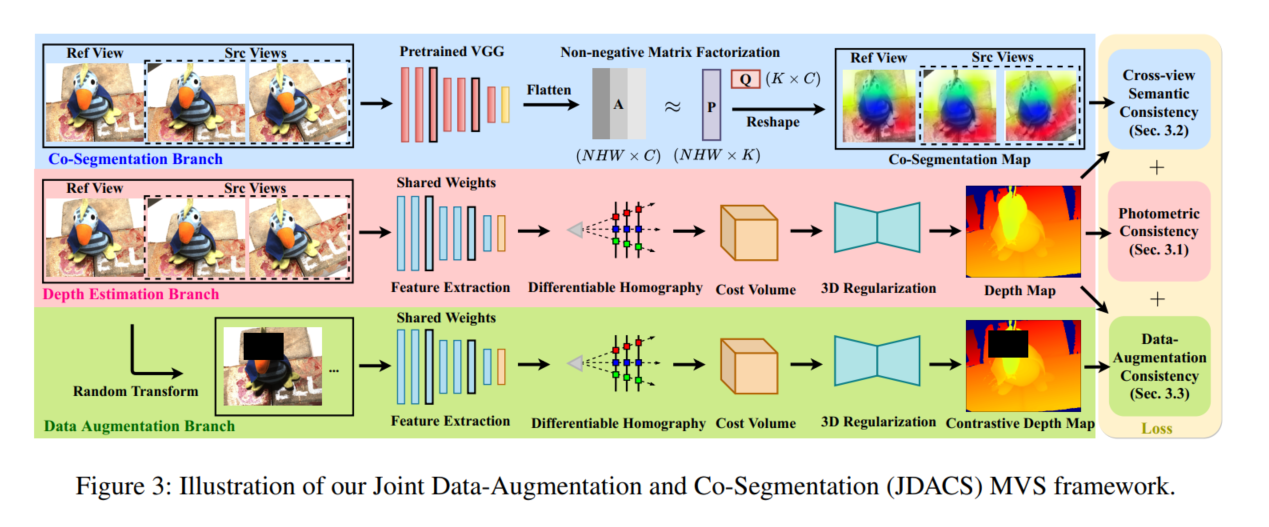 Ref View
Src Views
Co-Segmentation Branch
Pretrained VGG
Flatten
Non-negative Matrix Factorization
A
(NHW × C)
≈
P
(NHW × K)
Q
(K × C)
Reshape
Ref View
Src Views
Co-Segmentation Map
Cross-view
Semantic
Consistency
(Sec. 3.2)
+
Ref View
Src Views
Depth Estimation Branch
Shared Weights
Feature Extraction
Differentiable Homography
Cost Volume
3D Regularization
Depth Map
Photometric
Consistency
(Sec. 3.1)
+
Random Transform
...
Data Augmentation Branch
Shared Weights
Feature Extraction
Differentiable Homography
Cost Volume
3D Regularization
Contrastive Depth Map
Data-
Augmentation
Consistency
(Sec. 3.3)
Loss
Figure 3: Illustration of our Joint Data-Augmentation and Co-Segmentation (JDACS) MVS framework.